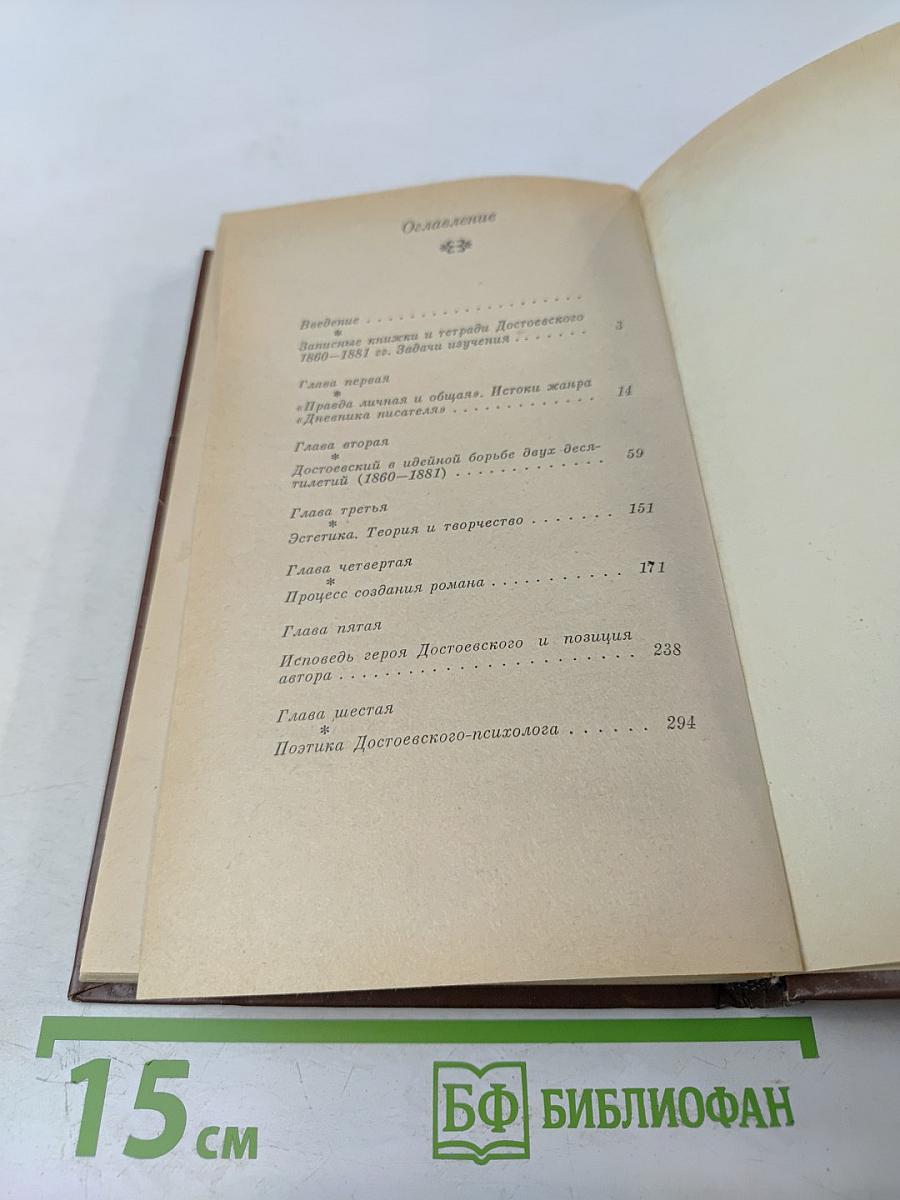 Оглавление
Введение . . . . . . . . . . . . . . . . . . .
*
Записные книжки и тетради Достоевского
1860—1881 гг. Задачи изучения . . . . . . . 3
Глава первая
*
«Правда личная и общая». Истоки жанра
«Дневника писателя» . . . . . . . . . . . . . 14
Глава вторая
*
Достоевский в идейной борьбе двух деся-
тилетий (1860—1881) . . . . . . . . . . . . . 59
Глава третья
*
Эстетика. Теория и творчество . . . . . . . 151
Глава четвертая
*
Процесс создания романа . . . . . . . . . . . 171
Глава пятая
Исповедь героя Достоевского и позиция
автора . . . . . . . . . . . . . . . . . . . . . . 238
Глава шестая
*
Поэтика Достоевского-психолога . . . . . . 294
15 см
БФ БИБЛИОФАН